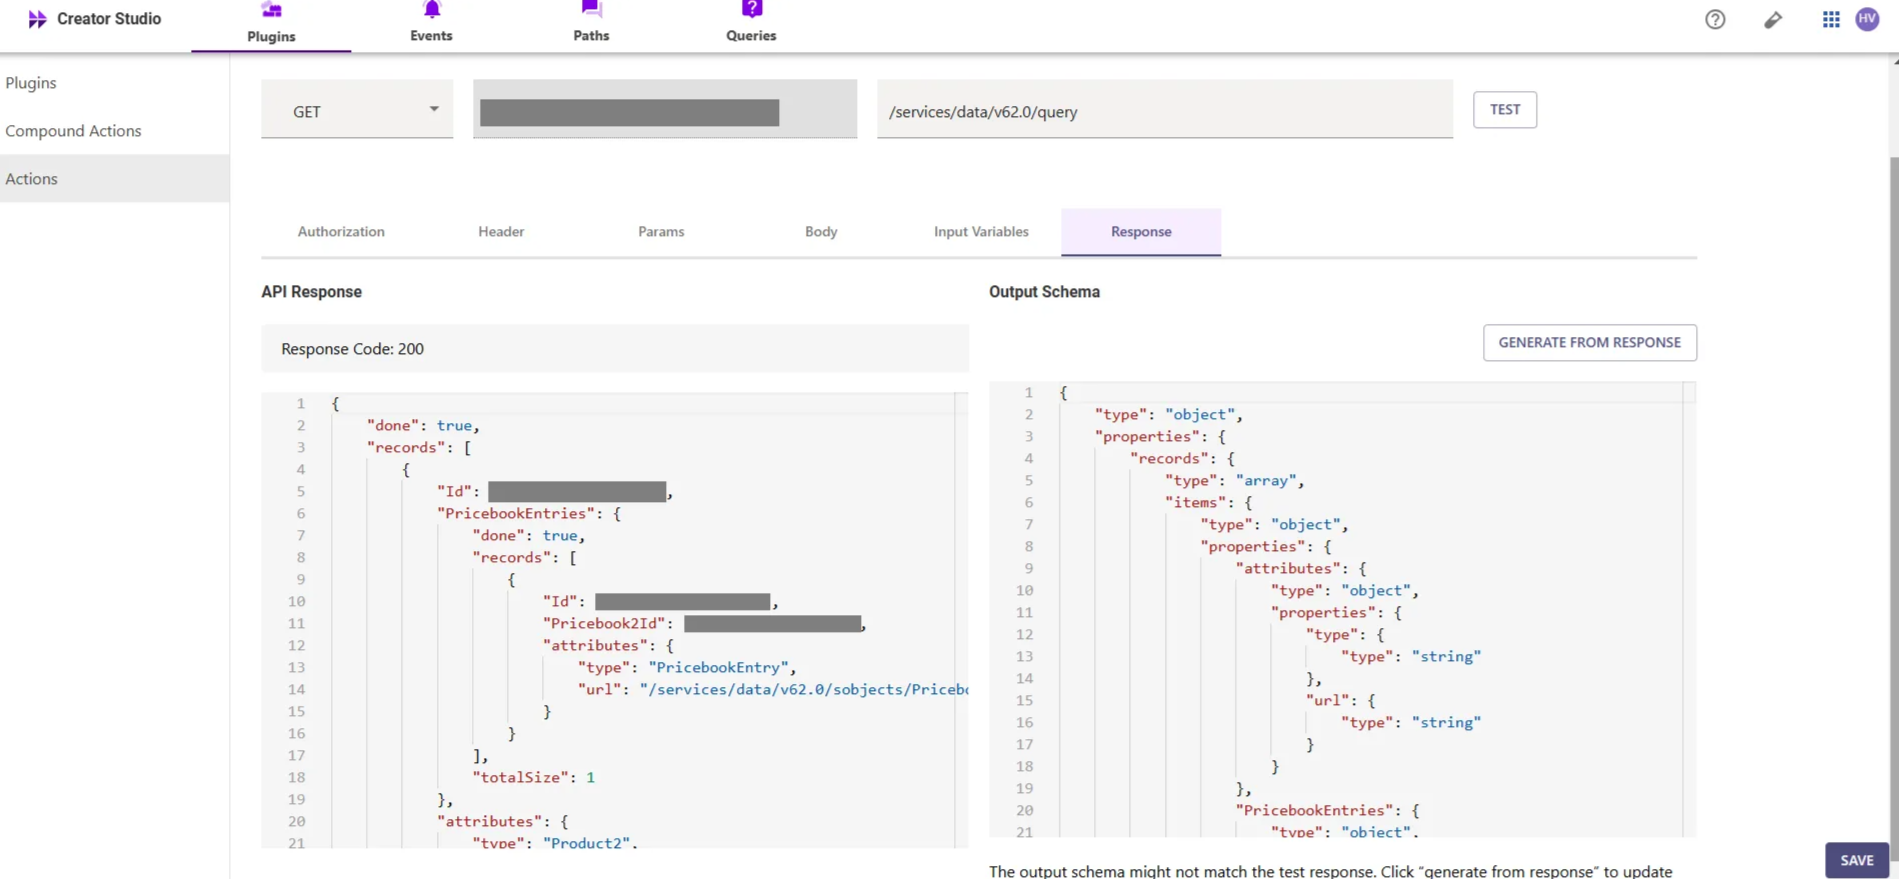 Creator Studio
Plugins
Events
Paths
Queries
HV
Plugins
Compound Actions
Actions
GET
/services/data/v62.0/query
TEST
Authorization
Header
Params
Body
Input Variables
Response
API Response
Response Code: 200
1 {
2 "done": true,
3 "records": [
4 {
5 "Id": ,
6 "PricebookEntries": {
7 "done": true,
8 "records": [
9 {
10 "Id": ,
11 "Pricebook2Id": ,
12 "attributes": {
13 "type": "PricebookEntry",
14 "url": "/services/data/v62.0/sobjects/Pricebo
15 }
16 }
17 ],
18 "totalSize": 1
19 },
20 "attributes": {
21 "type": "Product2",
Output Schema
GENERATE FROM RESPONSE
1 {
2 "type": "object",
3 "properties": {
4 "records": {
5 "type": "array",
6 "items": {
7 "type": "object",
8 "properties": {
9 "attributes": {
10 "type": "object",
11 "properties": {
12 "type": {
13 "type": "string"
14 },
15 "url": {
16 "type": "string"
17 }
18 }
19 },
20 "PricebookEntries": {
21 "type": "object",
The output schema might not match the test response. Click “generate from response” to update
SAVE